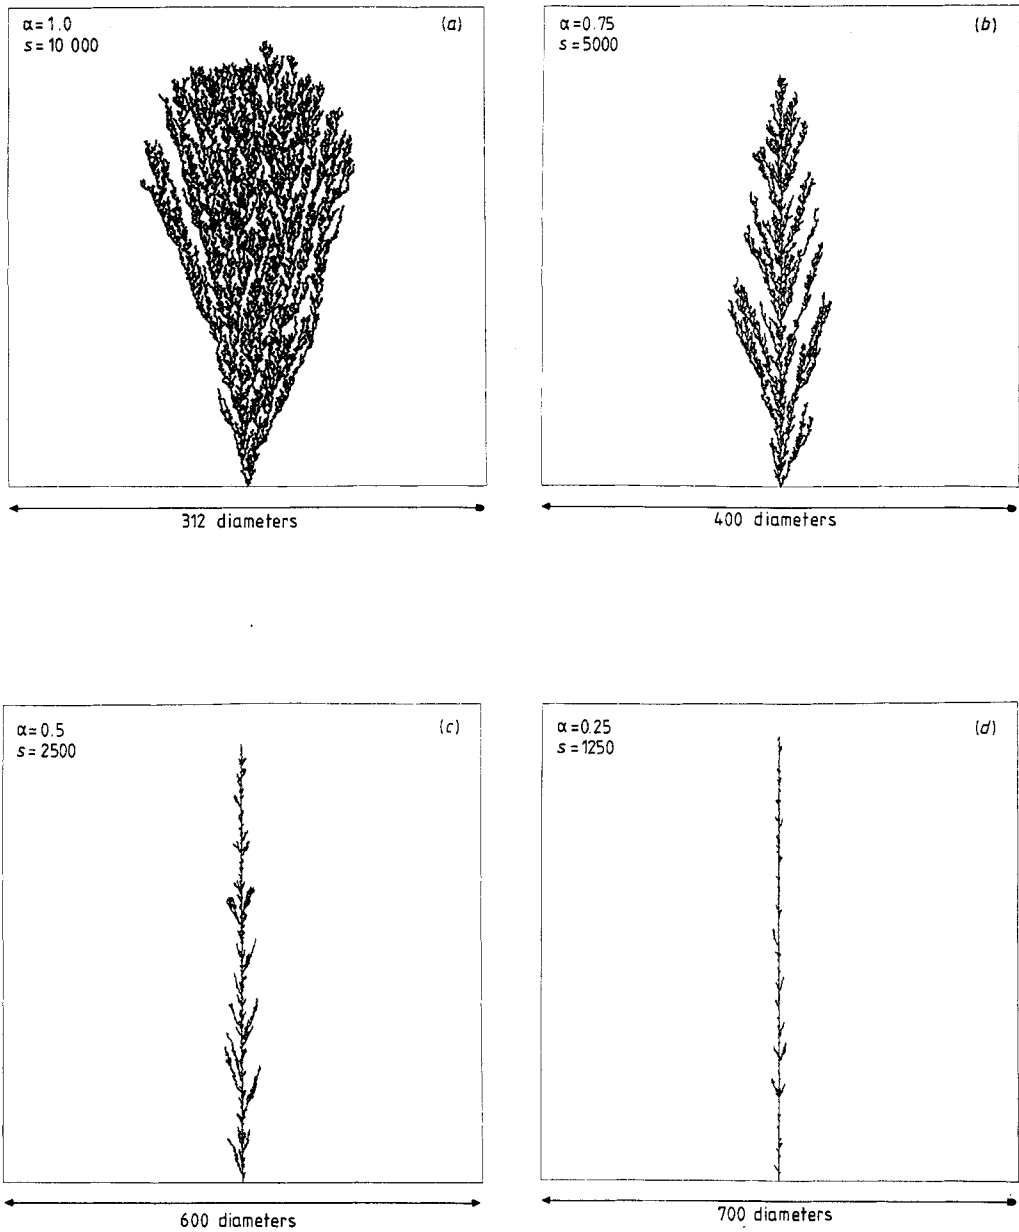 α=1.0
s=10 000
(a)
312 diameters
α=0.75
s=5000
(b)
400 diameters
α=0.5
s=2500
(c)
600 diameters
α=0.25
s=1250
(d)
700 diameters